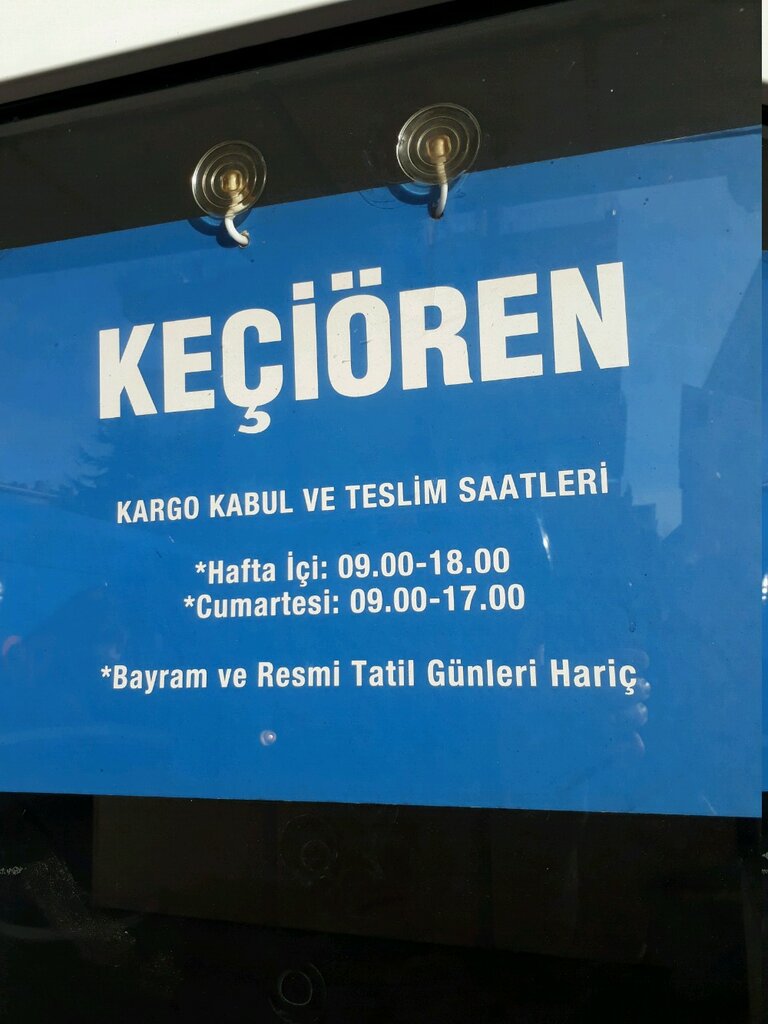 KEÇİÖREN
KARGO KABUL VE TESLİM SAATLERİ
*Hafta İçi: 09.00-18.00
*Cumartesi: 09.00-17.00
*Bayram ve Resmi Tatil Günleri Hariç